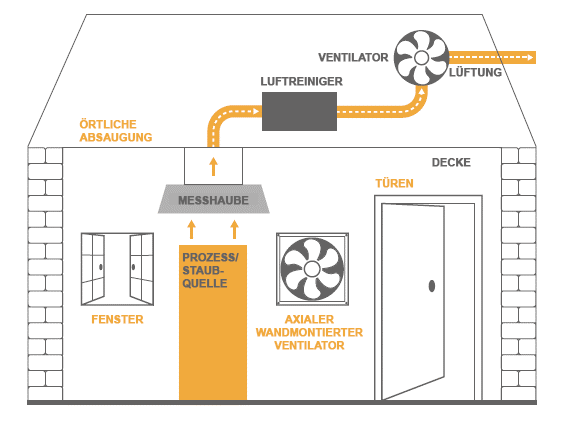 VENTILATOR
LÜFTUNG
LUFTREINIGER
ÖRTLICHE
ABSAUGUNG
DECKE
TÜREN
MESSHAUBE
PROZESS/
STAUB-
QUELLE
FENSTER
AXIALER
WANDMONTIERTER
VENTILATOR